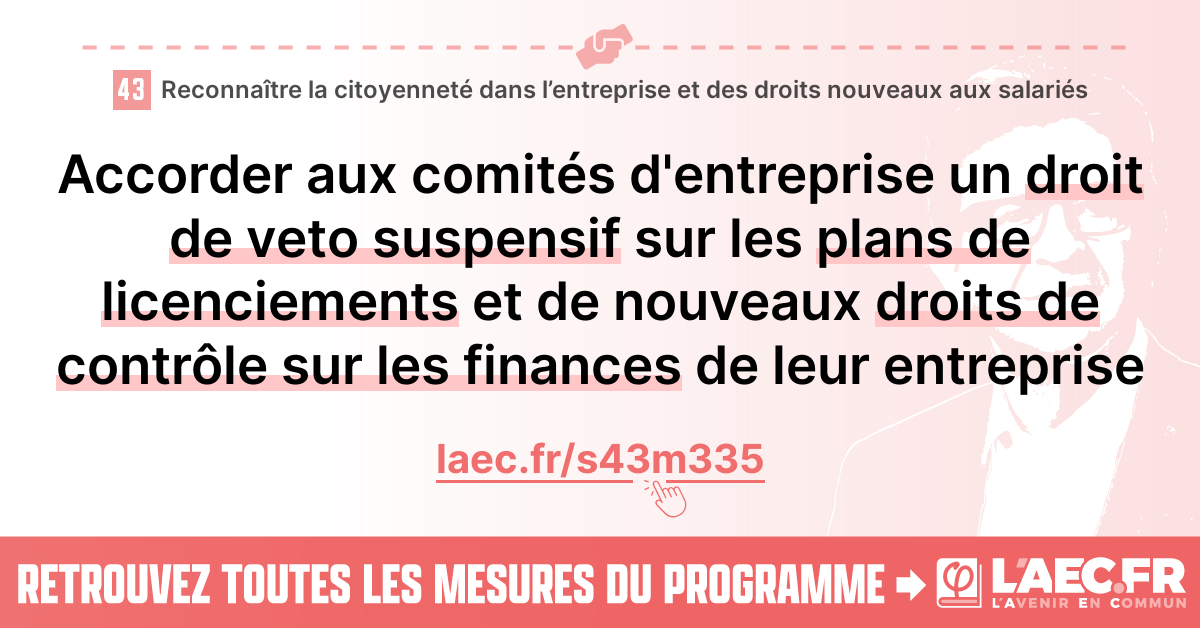 43 Reconnaître la citoyenneté dans l’entreprise et des droits nouveaux aux salariés
Accorder aux comités d'entreprise un droit
de veto suspensif sur les plans de
licenciements et de nouveaux droits de
contrôle sur les finances de leur entreprise
laec.fr/s43m335
RETROUVEZ TOUTES LES MESURES DU PROGRAMME
φ L'AEC.FR
L'AVENIR EN COMMUN